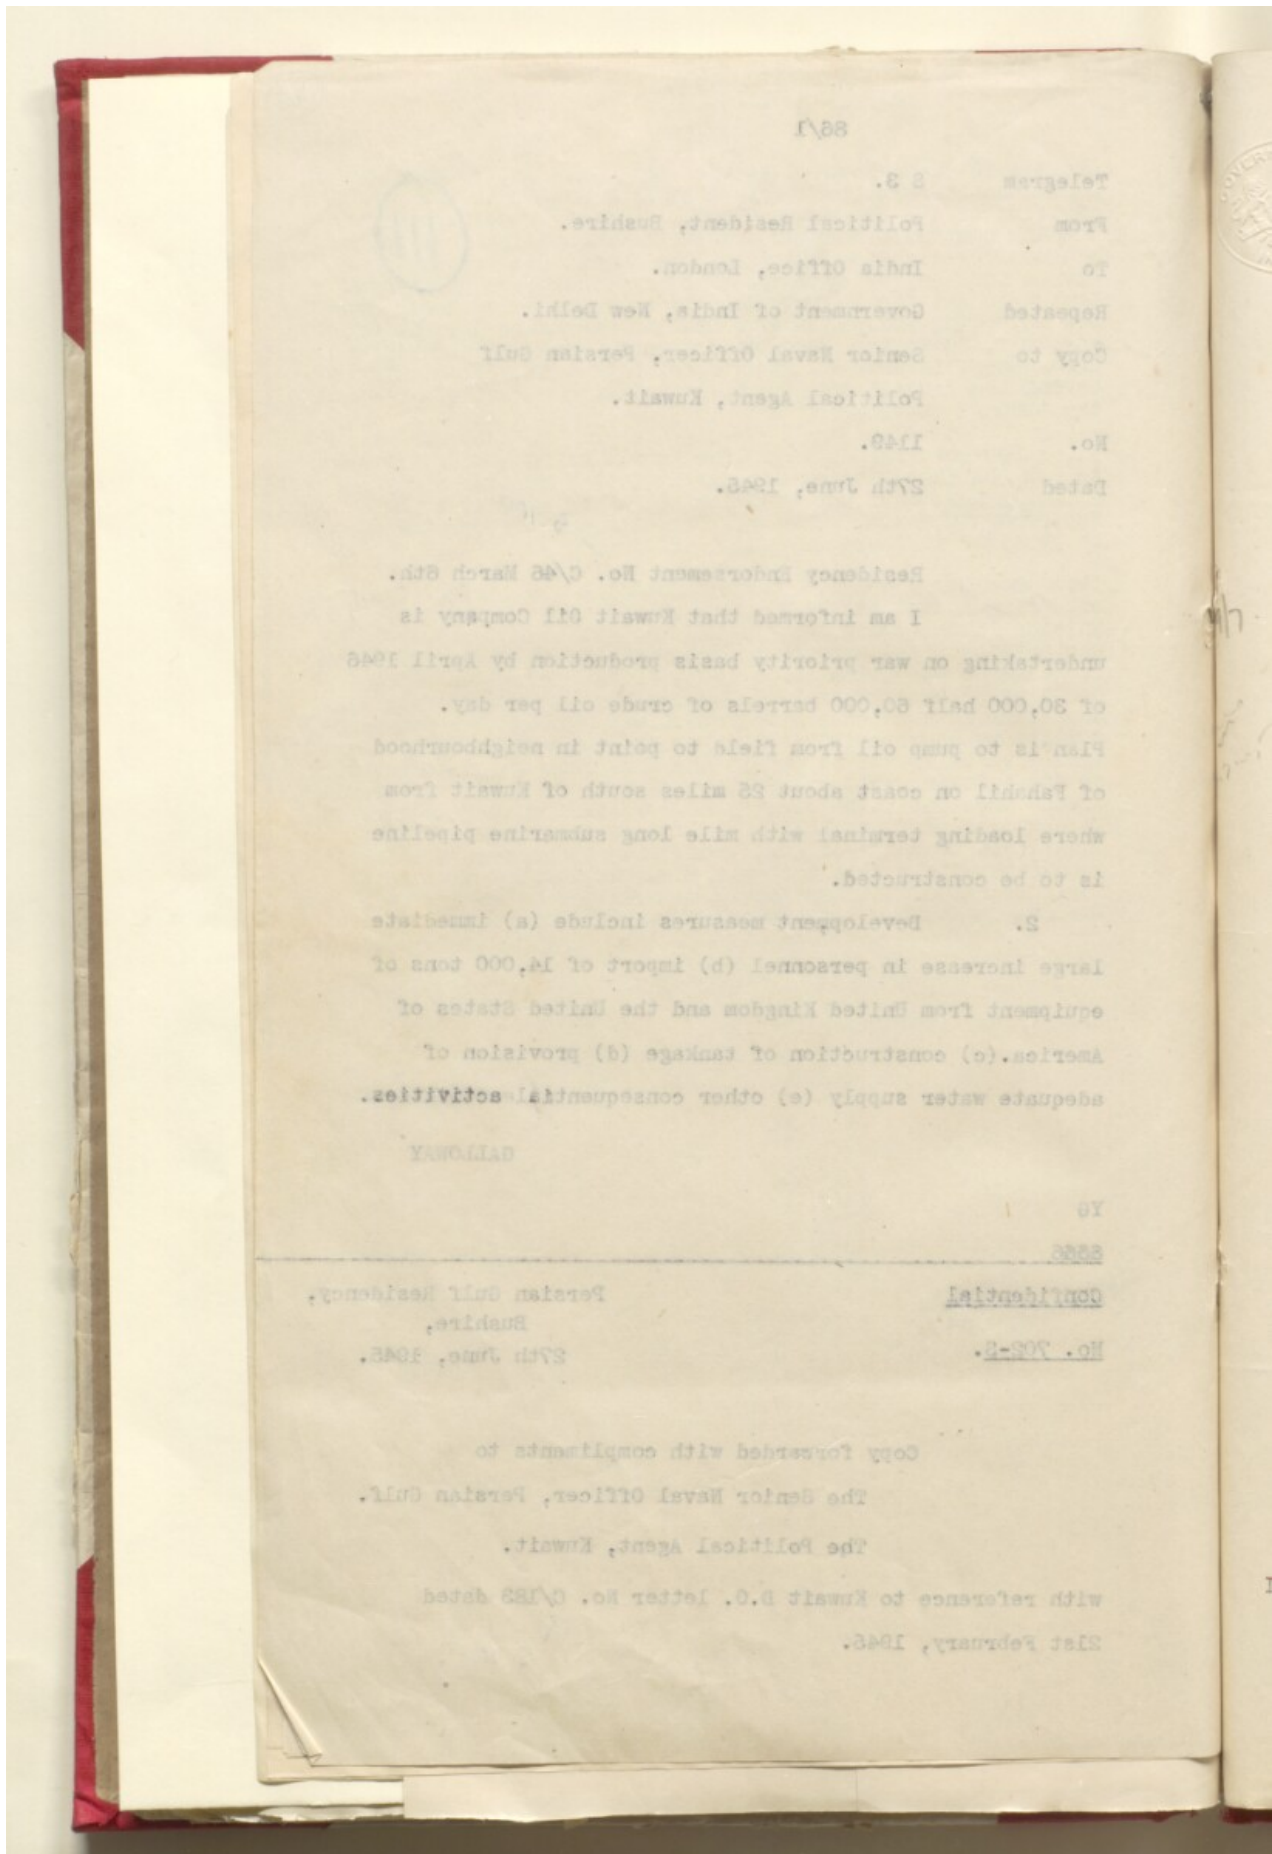 86/1
Telegram S 3.
From Political Resident, Bushire.
To India Office, London.
Repeated Government of India, New Delhi.
Copy to Senior Naval Officer, Persian Gulf
Political Agent, Kuwait.
No. 1149.
Dated 27th June, 1945.
Residency Endorsement No. C/46 March 6th.
I am informed that Kuwait Oil Company is
undertaking on war priority basis production by April 1946
of 30,000 half 60,000 barrels of crude oil per day.
Plan is to pump oil from field to point in neighbourhood
of Fahahil on coast about 25 miles south of Kuwait from
where loading terminal with mile long submarine pipeline
is to be constructed.
2. Development measures include (a) immediate
large increase in personnel (b) import of 14,000 tons of
equipment from United Kingdom and the United States of
America.(c) construction of tankage (d) provision of
adequate water supply (e) other consequential activities.
GALLOWAY
Confidential Persian Gulf Residency,
Bushire,
No. 702-S. 27th June, 1945.
Copy forwarded with compliments to
The Senior Naval Officer, Persian Gulf.
The Political Agent, Kuwait.
with reference to Kuwait D.O. letter No. C/183 dated
21st February, 1945.